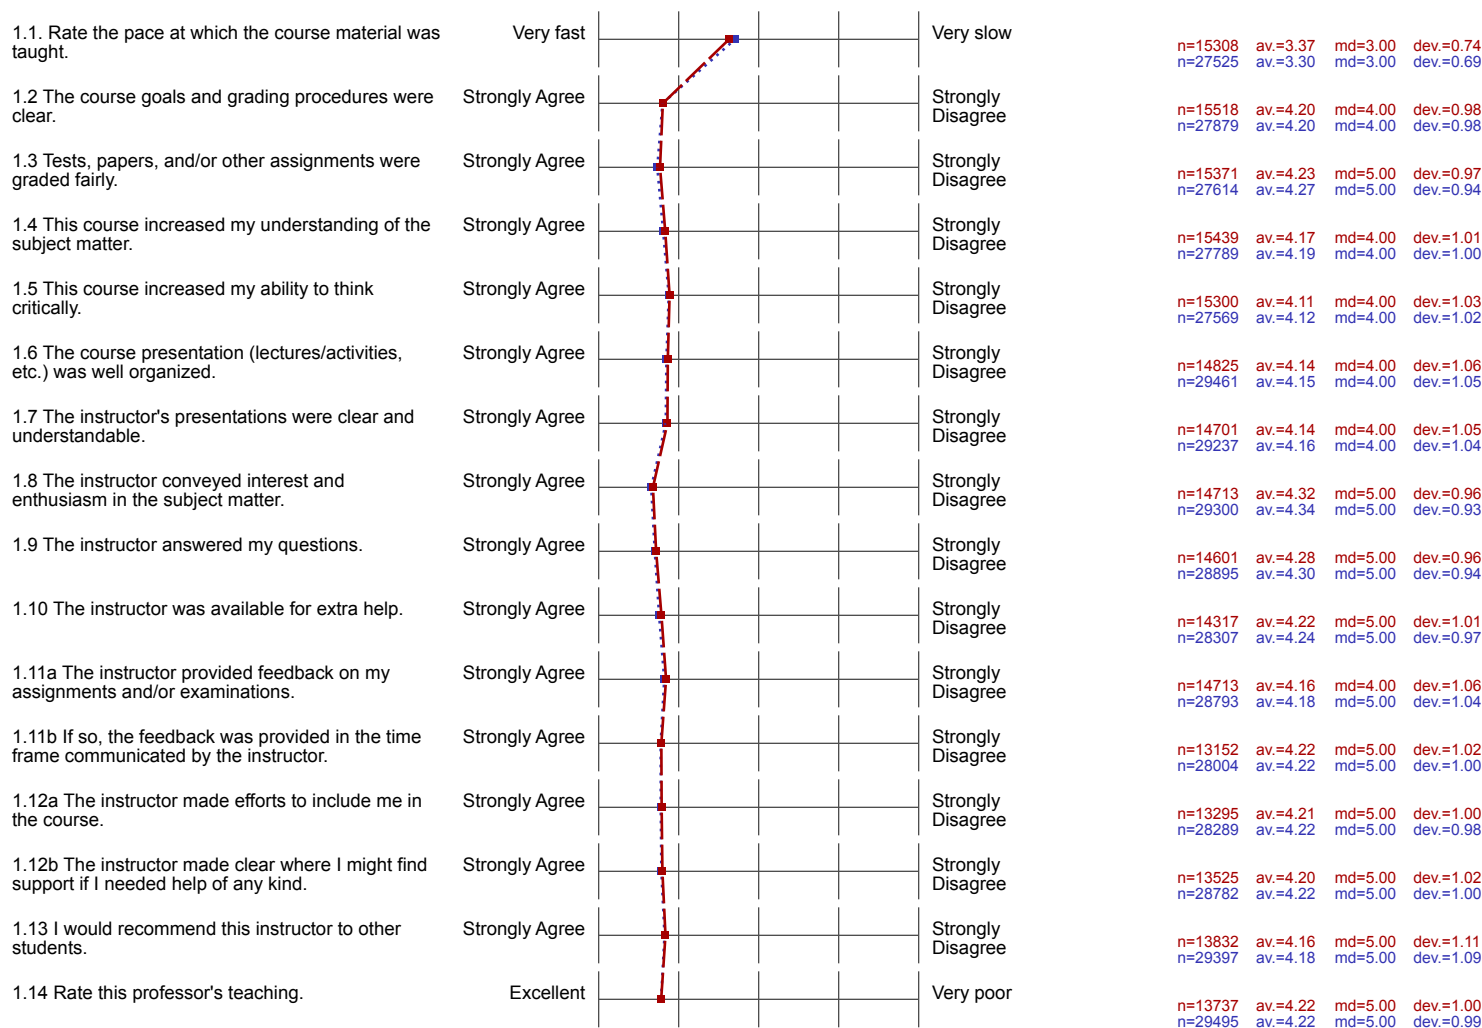 1.1. Rate the pace at which the course material was
taught.
Very fast
Very slow
n=15308 av.=3.37 md=3.00 dev.=0.74
n=27525 av.=3.30 md=3.00 dev.=0.69
1.2 The course goals and grading procedures were
clear.
Strongly Agree
Strongly
Disagree
n=15518 av.=4.20 md=4.00 dev.=0.98
n=27879 av.=4.20 md=4.00 dev.=0.98
1.3 Tests, papers, and/or other assignments were
graded fairly.
Strongly Agree
Strongly
Disagree
n=15371 av.=4.23 md=5.00 dev.=0.97
n=27614 av.=4.27 md=5.00 dev.=0.94
1.4 This course increased my understanding of the
subject matter.
Strongly Agree
Strongly
Disagree
n=15439 av.=4.17 md=4.00 dev.=1.01
n=27789 av.=4.19 md=4.00 dev.=1.00
1.5 This course increased my ability to think
critically.
Strongly Agree
Strongly
Disagree
n=15300 av.=4.11 md=4.00 dev.=1.03
n=27569 av.=4.12 md=4.00 dev.=1.02
1.6 The course presentation (lectures/activities,
etc.) was well organized.
Strongly Agree
Strongly
Disagree
n=14825 av.=4.14 md=4.00 dev.=1.06
n=29461 av.=4.15 md=4.00 dev.=1.05
1.7 The instructor's presentations were clear and
understandable.
Strongly Agree
Strongly
Disagree
n=14701 av.=4.14 md=4.00 dev.=1.05
n=29237 av.=4.16 md=4.00 dev.=1.04
1.8 The instructor conveyed interest and
enthusiasm in the subject matter.
Strongly Agree
Strongly
Disagree
n=14713 av.=4.32 md=5.00 dev.=0.96
n=29300 av.=4.34 md=5.00 dev.=0.93
1.9 The instructor answered my questions.
Strongly Agree
Strongly
Disagree
n=14601 av.=4.28 md=5.00 dev.=0.96
n=28895 av.=4.30 md=5.00 dev.=0.94
1.10 The instructor was available for extra help.
Strongly Agree
Strongly
Disagree
n=14317 av.=4.22 md=5.00 dev.=1.01
n=28307 av.=4.24 md=5.00 dev.=0.97
1.11a The instructor provided feedback on my
assignments and/or examinations.
Strongly Agree
Strongly
Disagree
n=14713 av.=4.16 md=4.00 dev.=1.06
n=28793 av.=4.18 md=5.00 dev.=1.04
1.11b If so, the feedback was provided in the time
frame communicated by the instructor.
Strongly Agree
Strongly
Disagree
n=13152 av.=4.22 md=5.00 dev.=1.02
n=28004 av.=4.22 md=5.00 dev.=1.00
1.12a The instructor made efforts to include me in
the course.
Strongly Agree
Strongly
Disagree
n=13295 av.=4.21 md=5.00 dev.=1.00
n=28289 av.=4.22 md=5.00 dev.=0.98
1.12b The instructor made clear where I might find
support if I needed help of any kind.
Strongly Agree
Strongly
Disagree
n=13525 av.=4.20 md=5.00 dev.=1.02
n=28782 av.=4.22 md=5.00 dev.=1.00
1.13 I would recommend this instructor to other
students.
Strongly Agree
Strongly
Disagree
n=13832 av.=4.16 md=5.00 dev.=1.11
n=29397 av.=4.18 md=5.00 dev.=1.09
1.14 Rate this professor's teaching.
Excellent
Very poor
n=13737 av.=4.22 md=5.00 dev.=1.00
n=29495 av.=4.22 md=5.00 dev.=0.99